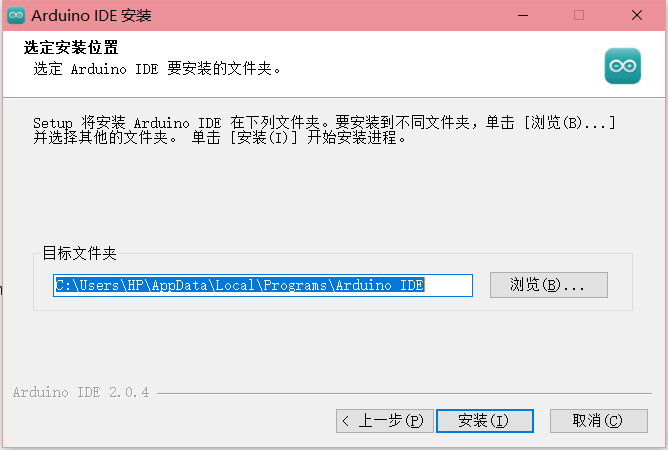 Arduino IDE 安装
选定安装位置
选定 Arduino IDE 要安装的文件夹。
Setup 将安装 Arduino IDE 在下列文件夹。要安装到不同文件夹，单击 [浏览(B)...]
并选择其他的文件夹。 单击 [安装(I)] 开始安装进程。
目标文件夹
C:\Users\HP\AppData\Local\Programs\Arduino IDE
浏览(B)...
Arduino IDE 2.0.4
< 上一步(P)
安装(I)
取消(C)